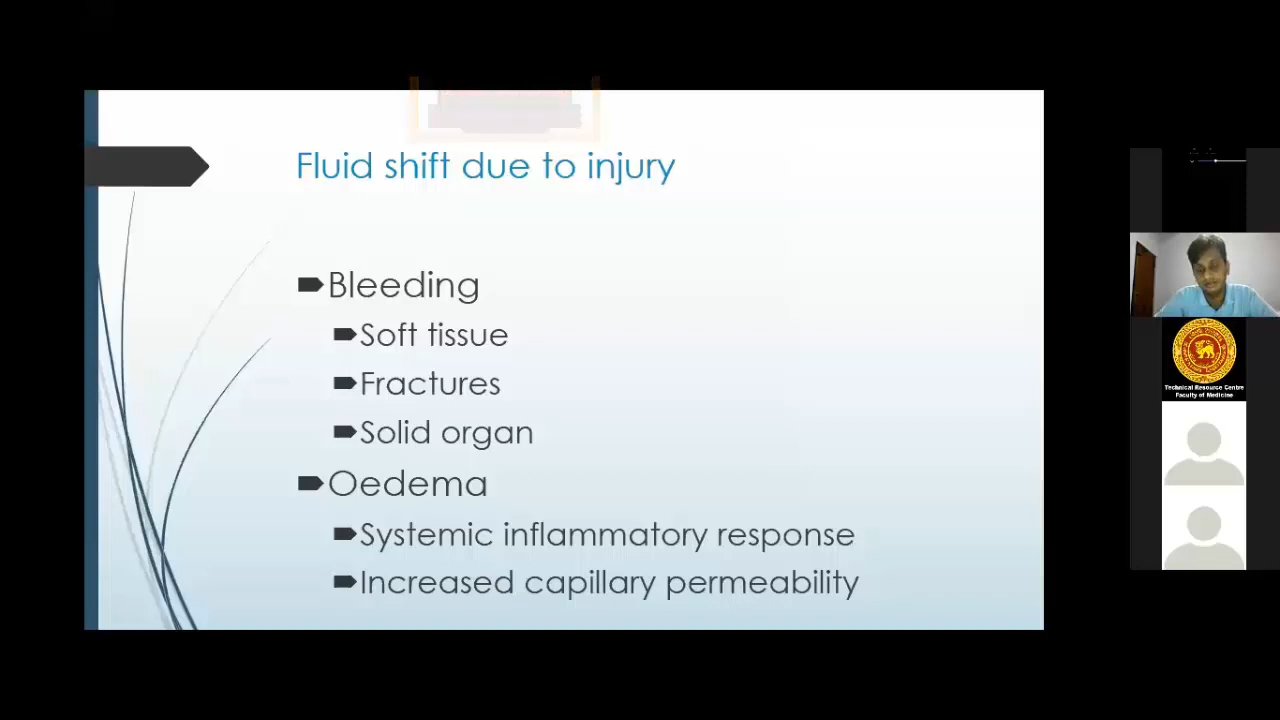 Fluid shift due to injury
Bleeding
Soft tissue
Fractures
Solid organ
Oedema
Systemic inflammatory response
Increased capillary permeability
Technical Resource Centre
Faculty of Medicine